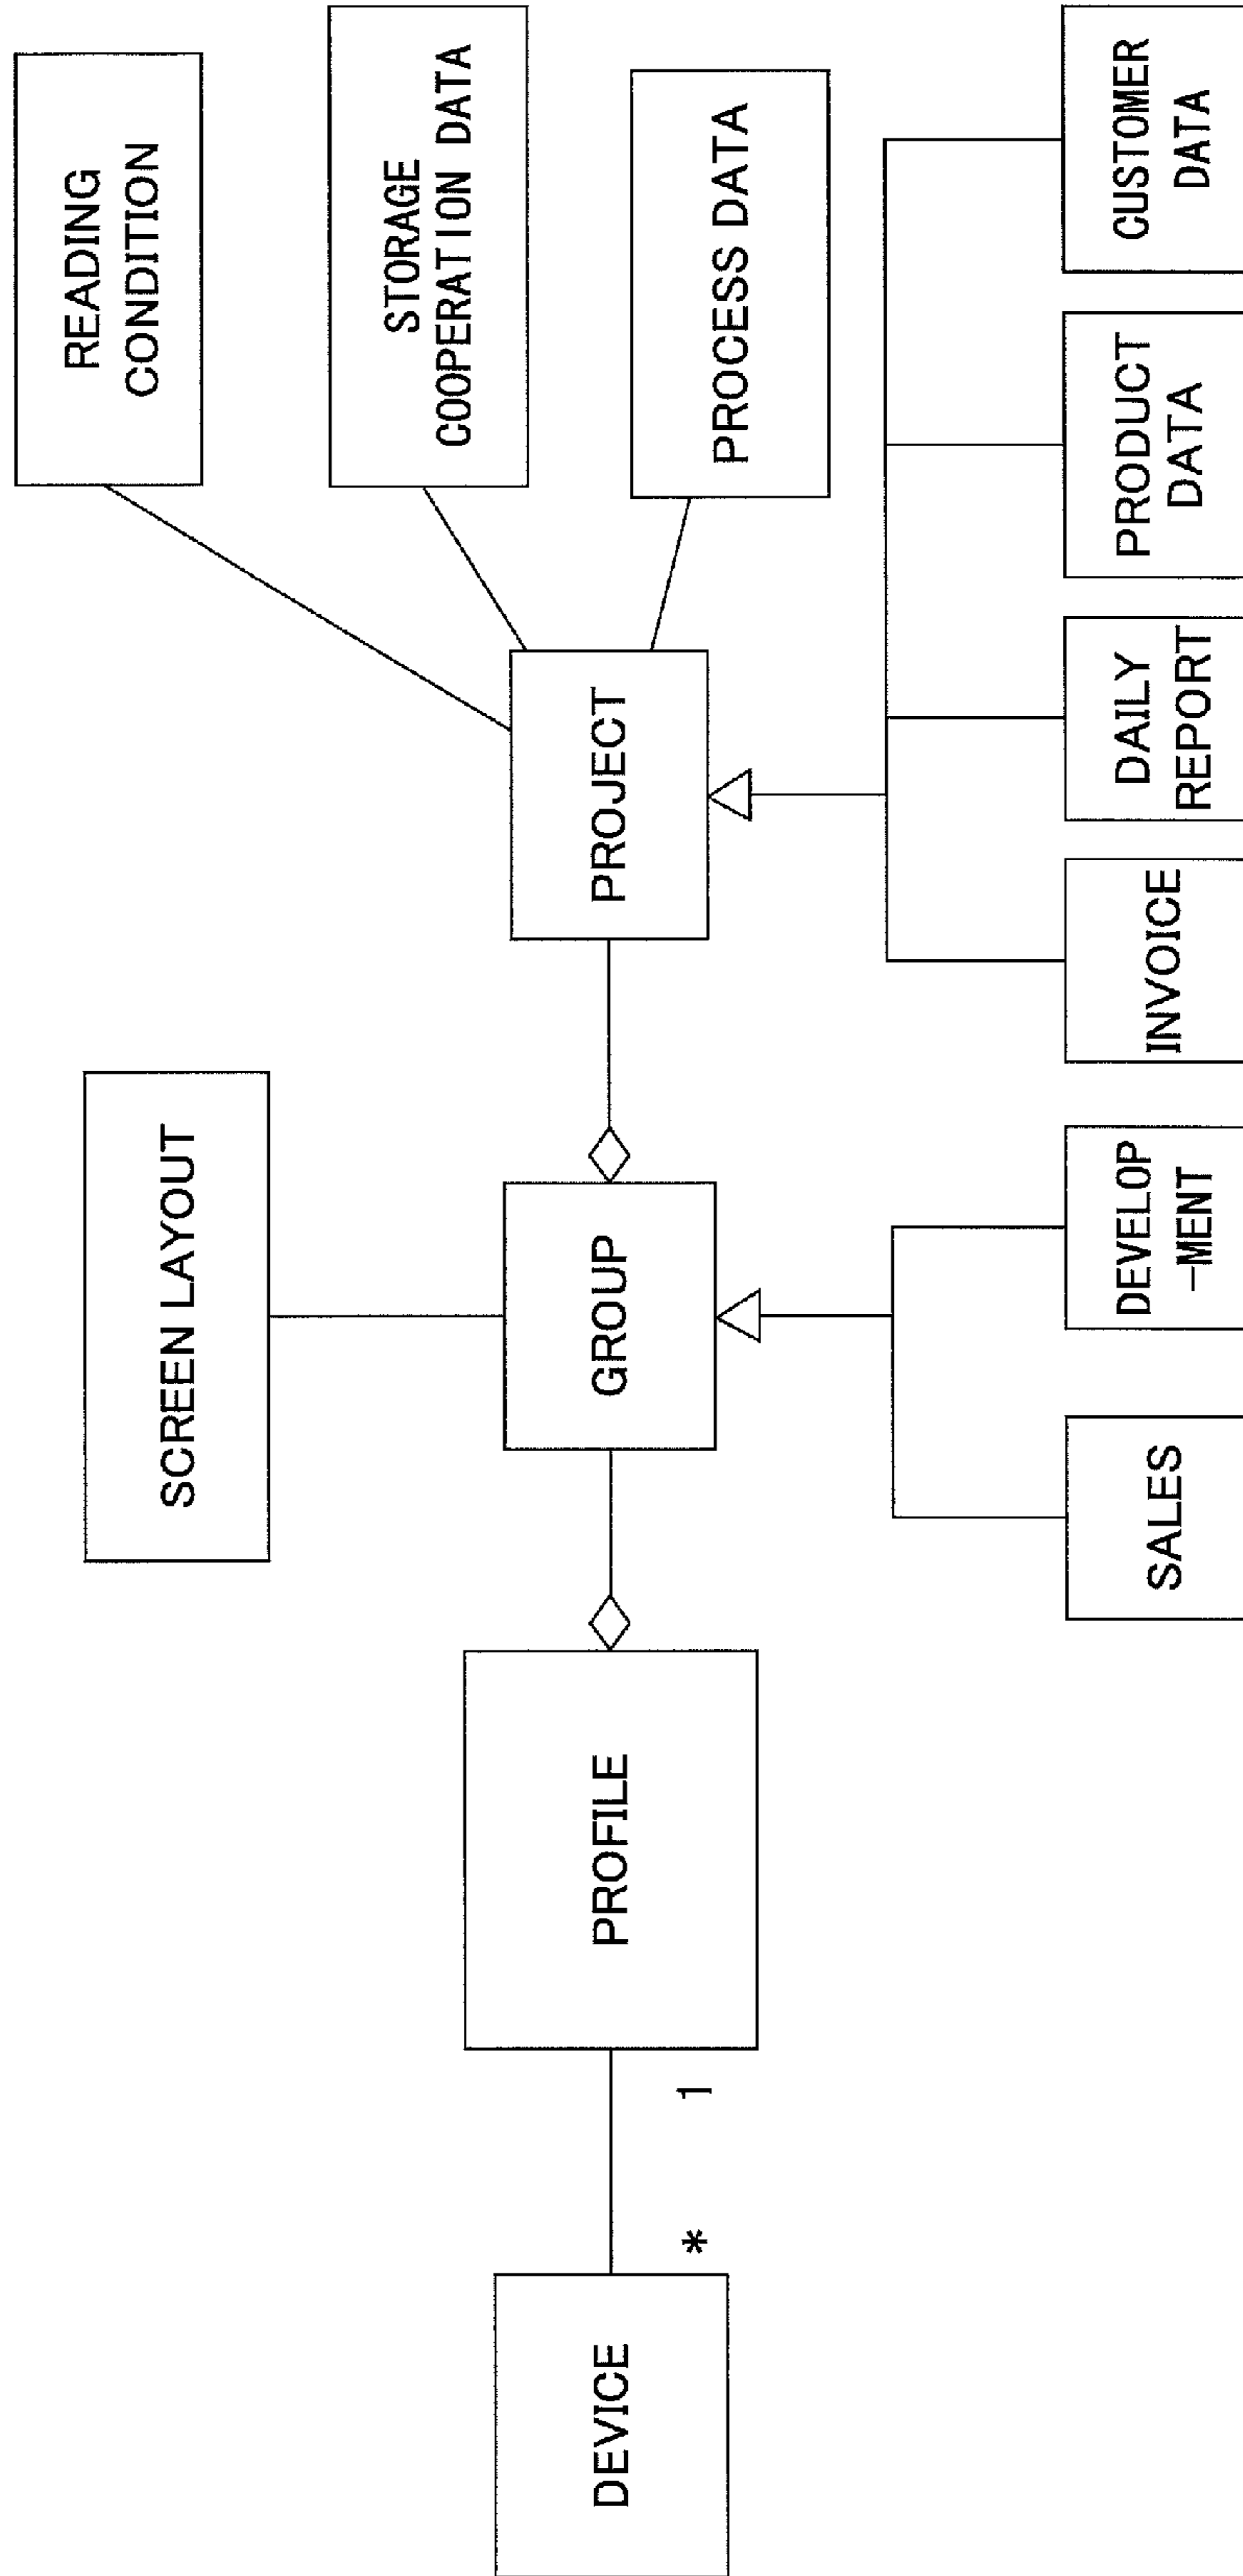 READING
CONDITION
STORAGE
COOPERATION DATA
PROCESS DATA
SCREEN LAYOUT
DEVICE
*
1
PROFILE
GROUP
PROJECT
SALES
DEVELOP
-MENT
INVOICE
DAILY
REPORT
PRODUCT
DATA
CUSTOMER
DATA